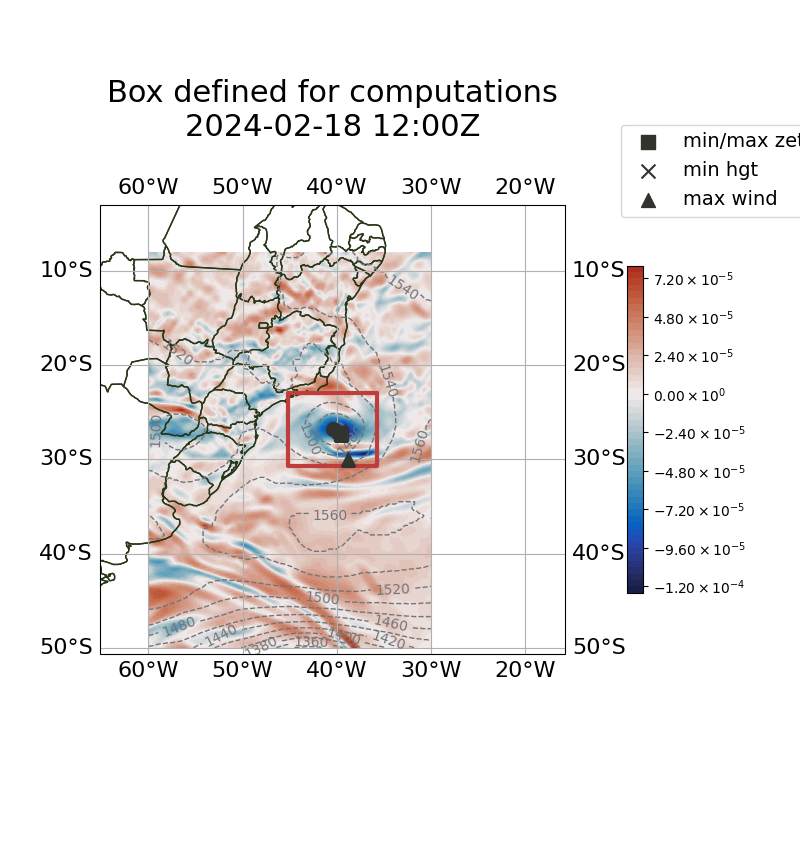 Box defined for computations
2024-02-18 12:00Z
min/max zet
min hgt
max wind
60°W 50°W 40°W 30°W 20°W
10°S 10°S
20°S 20°S
30°S 30°S
40°S 40°S
50°S 50°S
60°W 50°W 40°W 30°W 20°W
7.20 × 10⁻⁵
4.80 × 10⁻⁵
2.40 × 10⁻⁵
0.00 × 10⁰
−2.40 × 10⁻⁵
−4.80 × 10⁻⁵
−7.20 × 10⁻⁵
−9.60 × 10⁻⁵
−1.20 × 10⁻⁴
1540
1520
1540
1500
1560
1560
1520
1500
1480
1460
1440
1420
1380
1360